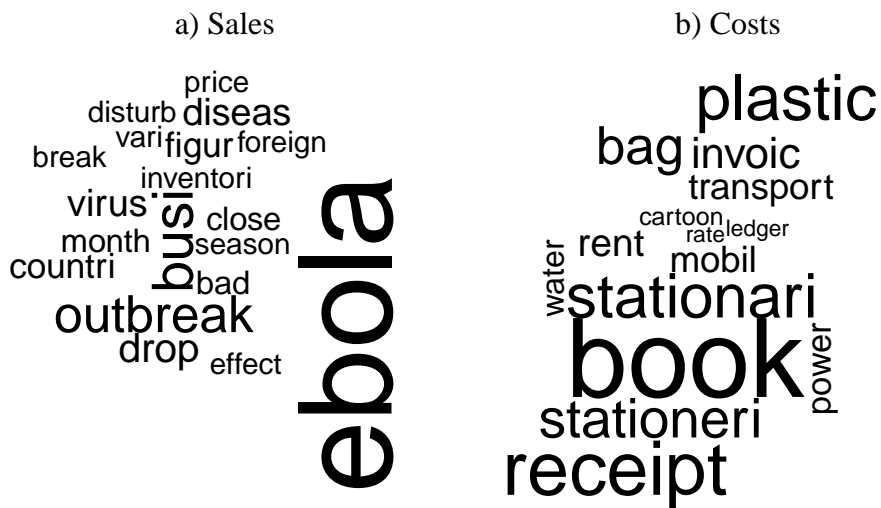 a) Sales
price
disturb diseas
vari figur foreign
break
inventori
virus
busi
close
month
season
countri
bad
outbreak
drop
effect
ebola
b) Costs
plastic
bag invoic
transport
cartoon
rate ledger
rent
mobil
water
stationari
book
power
stationeri
receipt